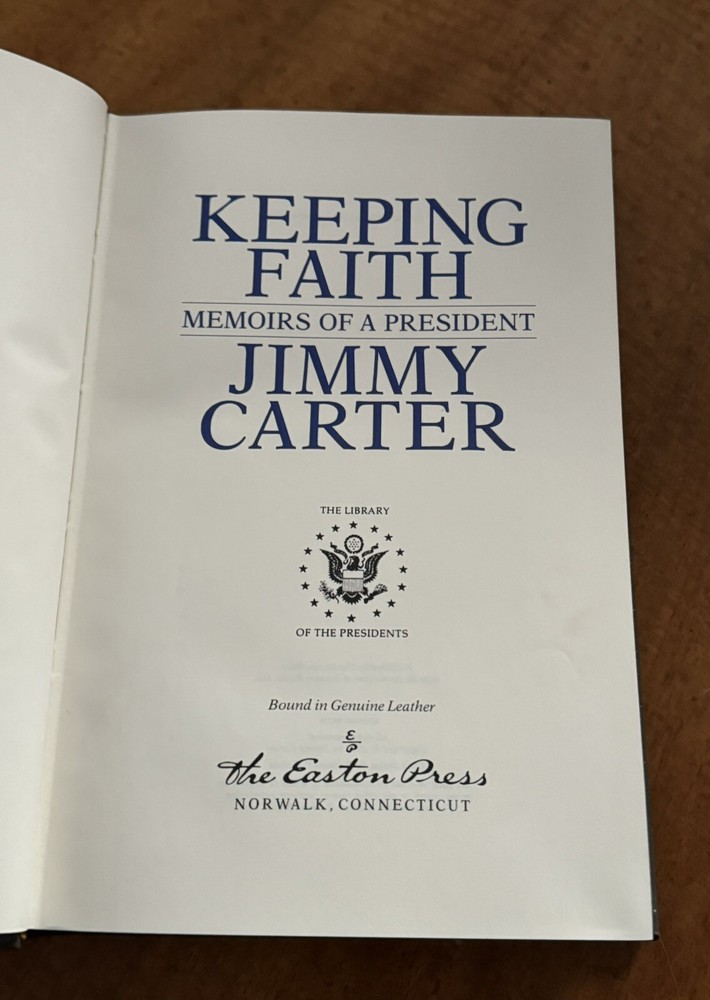 KEEPING
FAITH
MEMOIRS OF A PRESIDENT
JIMMY
CARTER
THE LIBRARY
OF THE PRESIDENTS
Bound in Genuine Leather
E
P
The Easton Press
NORWALK, CONNECTICUT